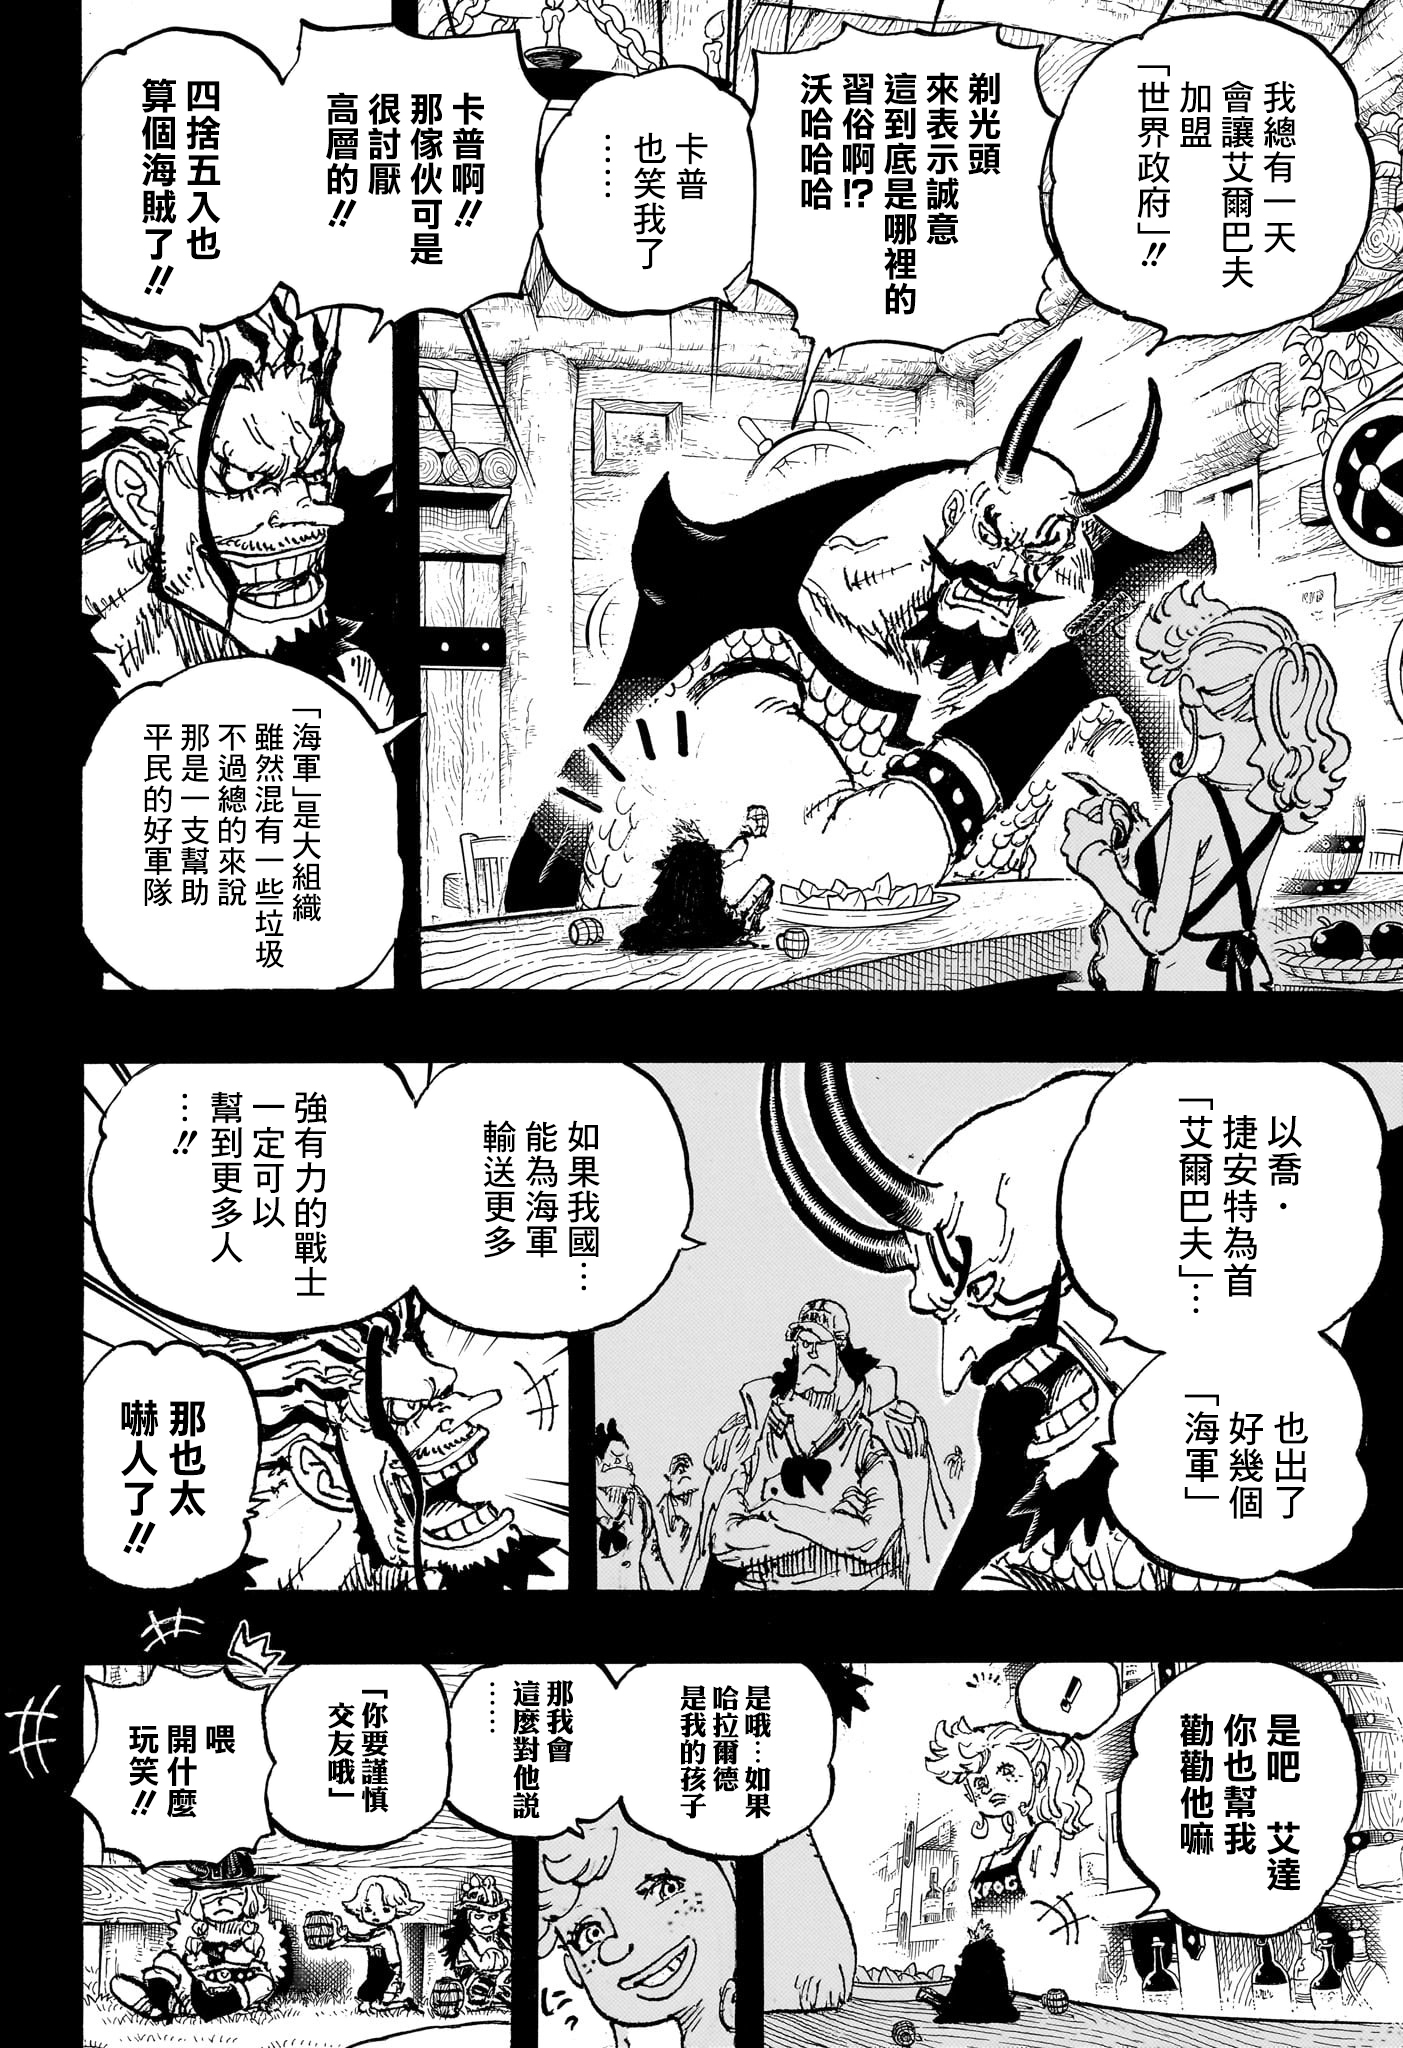 我總有一天
會讓艾爾巴夫
加盟
「世界政府」!!
剃光頭
來表示誠意
這到底是哪裡的
習俗啊!?
沃哈哈哈
卡普
也笑我了
……
卡普啊!!
那傢伙可是
很討厭
高層的!!
四捨五入也
算個海賊了!!
「海軍」是大組織
雖然混有一些垃圾
不過總的來說
那是一支幫助
平民的好軍隊
以喬·
捷安特為首
「艾爾巴夫」…
也出了
好幾個
「海軍」
如果我國…
能為海軍
輸送更多
強有力的戰士
一定可以
幫到更多人
…!!
那也太
嚇人了!!
是吧 艾達
你也幫我
勸勸他嘛
!
KFOG
是哦…如果
哈拉爾德
是我的孩子
那我會
這麼對他說
……
「你要謹慎
交友哦」
にっ
喂
開什麼
玩笑!!